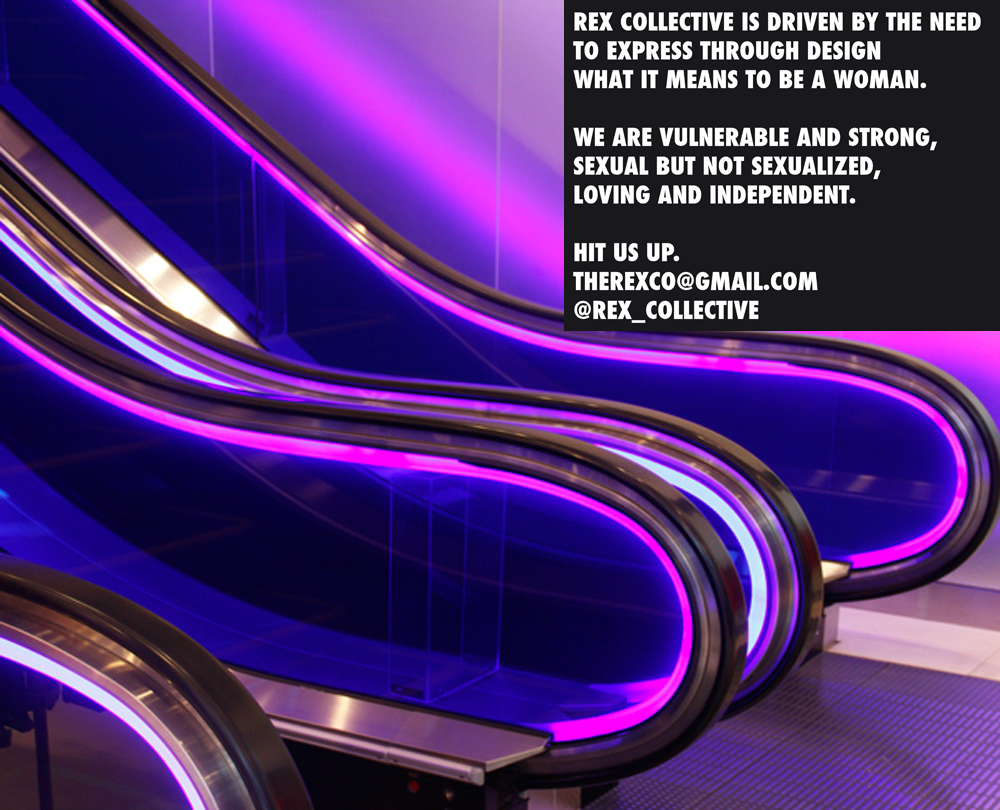 REX COLLECTIVE IS DRIVEN BY THE NEED
TO EXPRESS THROUGH DESIGN
WHAT IT MEANS TO BE A WOMAN.
WE ARE VULNERABLE AND STRONG,
SEXUAL BUT NOT SEXUALIZED,
LOVING AND INDEPENDENT.
HIT US UP.
THEREXCO@GMAIL.COM
@REX_COLLECTIVE